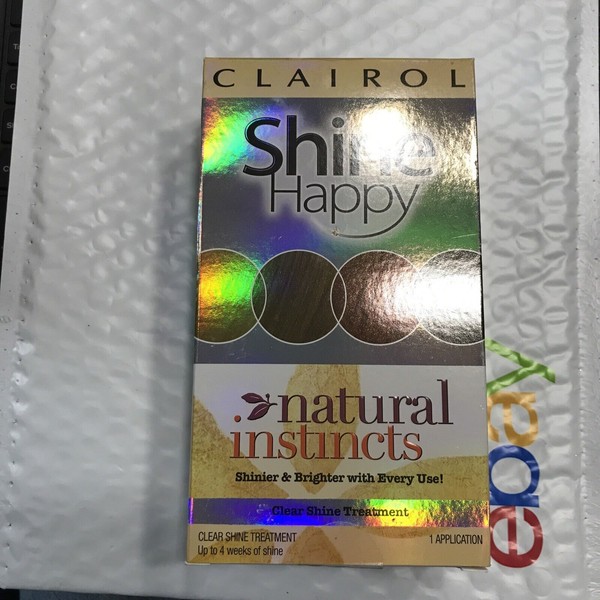 CLAIROL
Shine
Happy
natural
instincts
Shinier & Brighter with Every Use!
Clear Shine Treatment
CLEAR SHINE TREATMENT
Up to 4 weeks of shine
1 APPLICATION
ebay